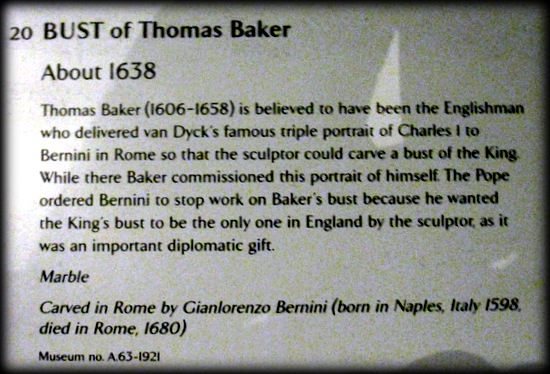 20 BUST of Thomas Baker
About 1638
Thomas Baker (1606-1658) is believed to have been the Englishman
who delivered van Dyck's famous triple portrait of Charles I to
Bernini in Rome so that the sculptor could carve a bust of the King.
While there Baker commissioned this portrait of himself. The Pope
ordered Bernini to stop work on Baker's bust because he wanted
the King's bust to be the only one in England by the sculptor, as it
was an important diplomatic gift.
Marble
Carved in Rome by Gianlorenzo Bernini (born in Naples, Italy 1598,
died in Rome, 1680)
Museum no. A.63-1921